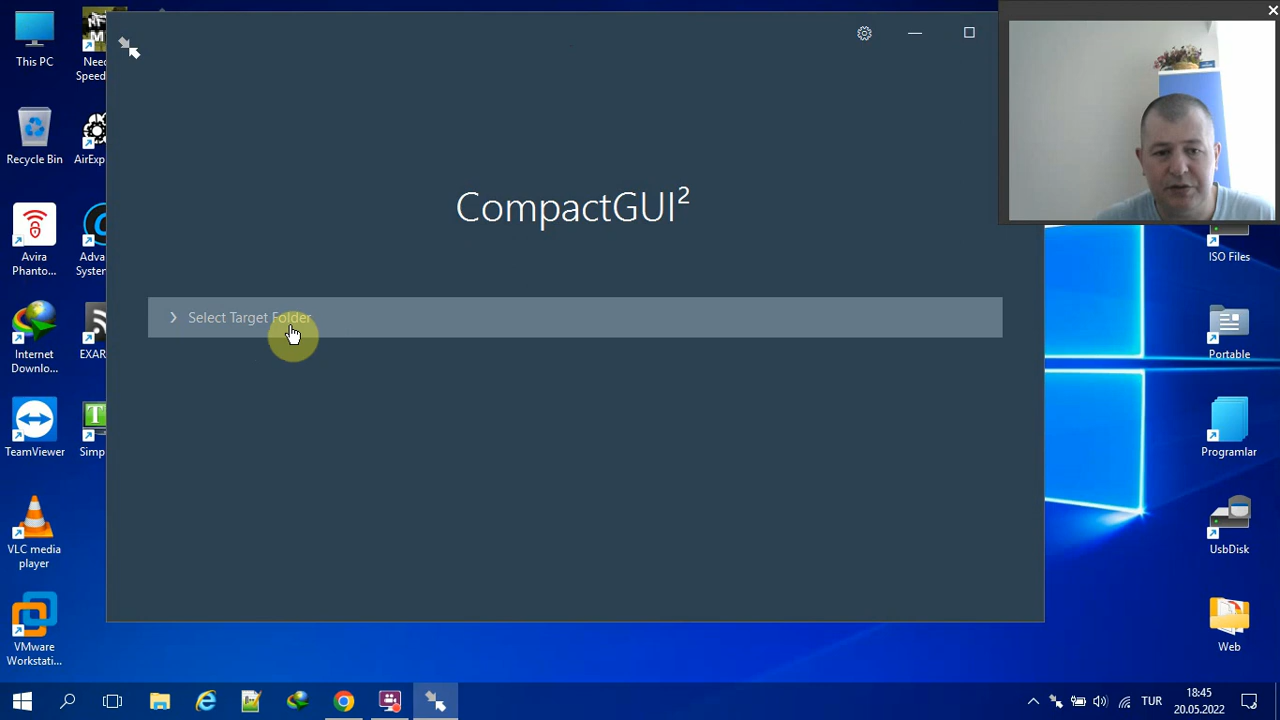 This PC
Need
Speed
Recycle Bin
AirExp
Avira
Phanto...
Adva
System
Internet
Downlo...
EXAR
TeamViewer
Simp
VLC media
player
VMware
Workstati...
CompactGUI²
Select Target Folder
ISO Files
Portable
Programlar
UsbDisk
Web
TUR
18:45
20.05.2022